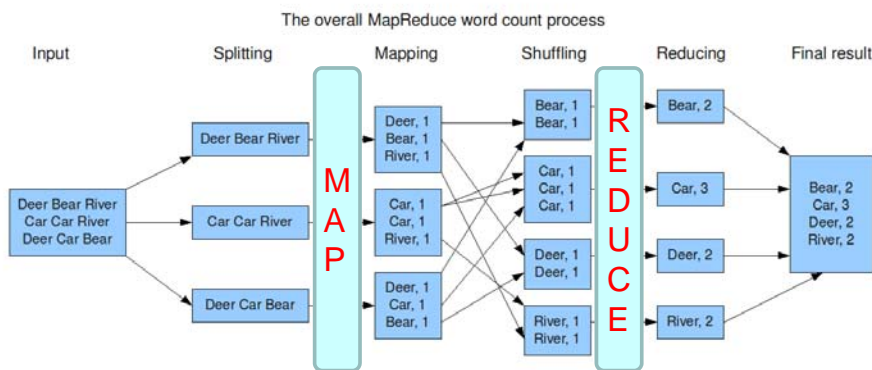 The overall MapReduce word count process
Input
Splitting
Mapping
Shuffling
Reducing
Final result
Deer Bear River
Car Car River
Deer Car Bear
Deer Bear River
Car Car River
Deer Car Bear
MAP
Deer, 1
Bear, 1
River, 1
Car, 1
Car, 1
River, 1
Deer, 1
Car, 1
Bear, 1
Bear, 1
Bear, 1
Car, 1
Car, 1
Car, 1
Deer, 1
Deer, 1
River, 1
River, 1
REDUCE
Bear, 2
Car, 3
Deer, 2
River, 2
Bear, 2
Car, 3
Deer, 2
River, 2